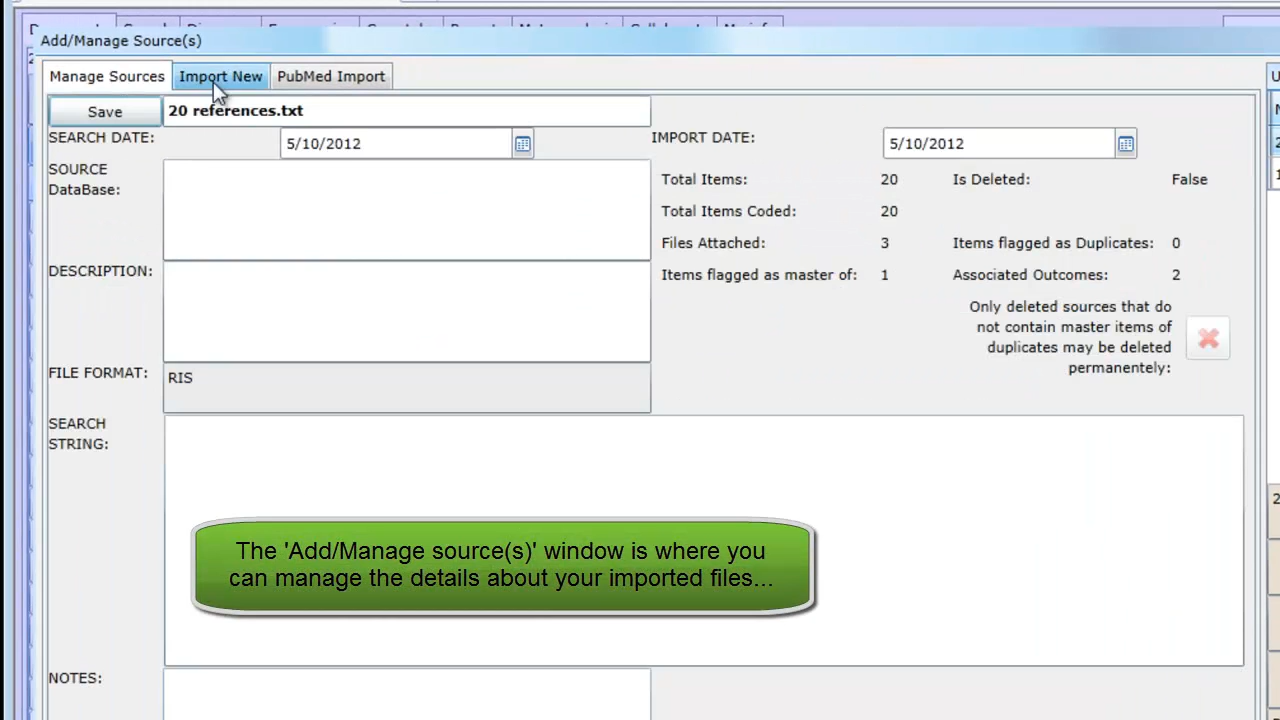 Add/Manage Source(s)
Manage Sources Import New PubMed Import
Save 20 references.txt
SEARCH DATE: 5/10/2012 IMPORT DATE: 5/10/2012
SOURCE
DataBase:
Total Items: 20 Is Deleted: False
Total Items Coded: 20
Files Attached: 3 Items flagged as Duplicates: 0
DESCRIPTION:
Items flagged as master of: 1 Associated Outcomes: 2
Only deleted sources that do
not contain master items of
duplicates may be deleted
permanentely:
FILE FORMAT: RIS
SEARCH
STRING:
The 'Add/Manage source(s)' window is where you
can manage the details about your imported files...
NOTES: